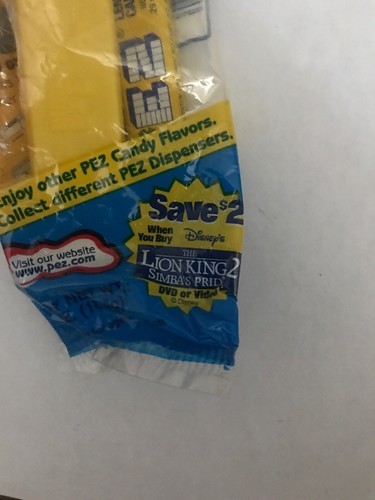 PEZ
Enjoy other PEZ Candy Flavors.
Collect different PEZ Dispensers.
Save $2
When
You Buy
Disney's
THE
LION KING 2
SIMBA'S PRIDE
DVD or Video
© Disney
Visit our website
www.pez.com